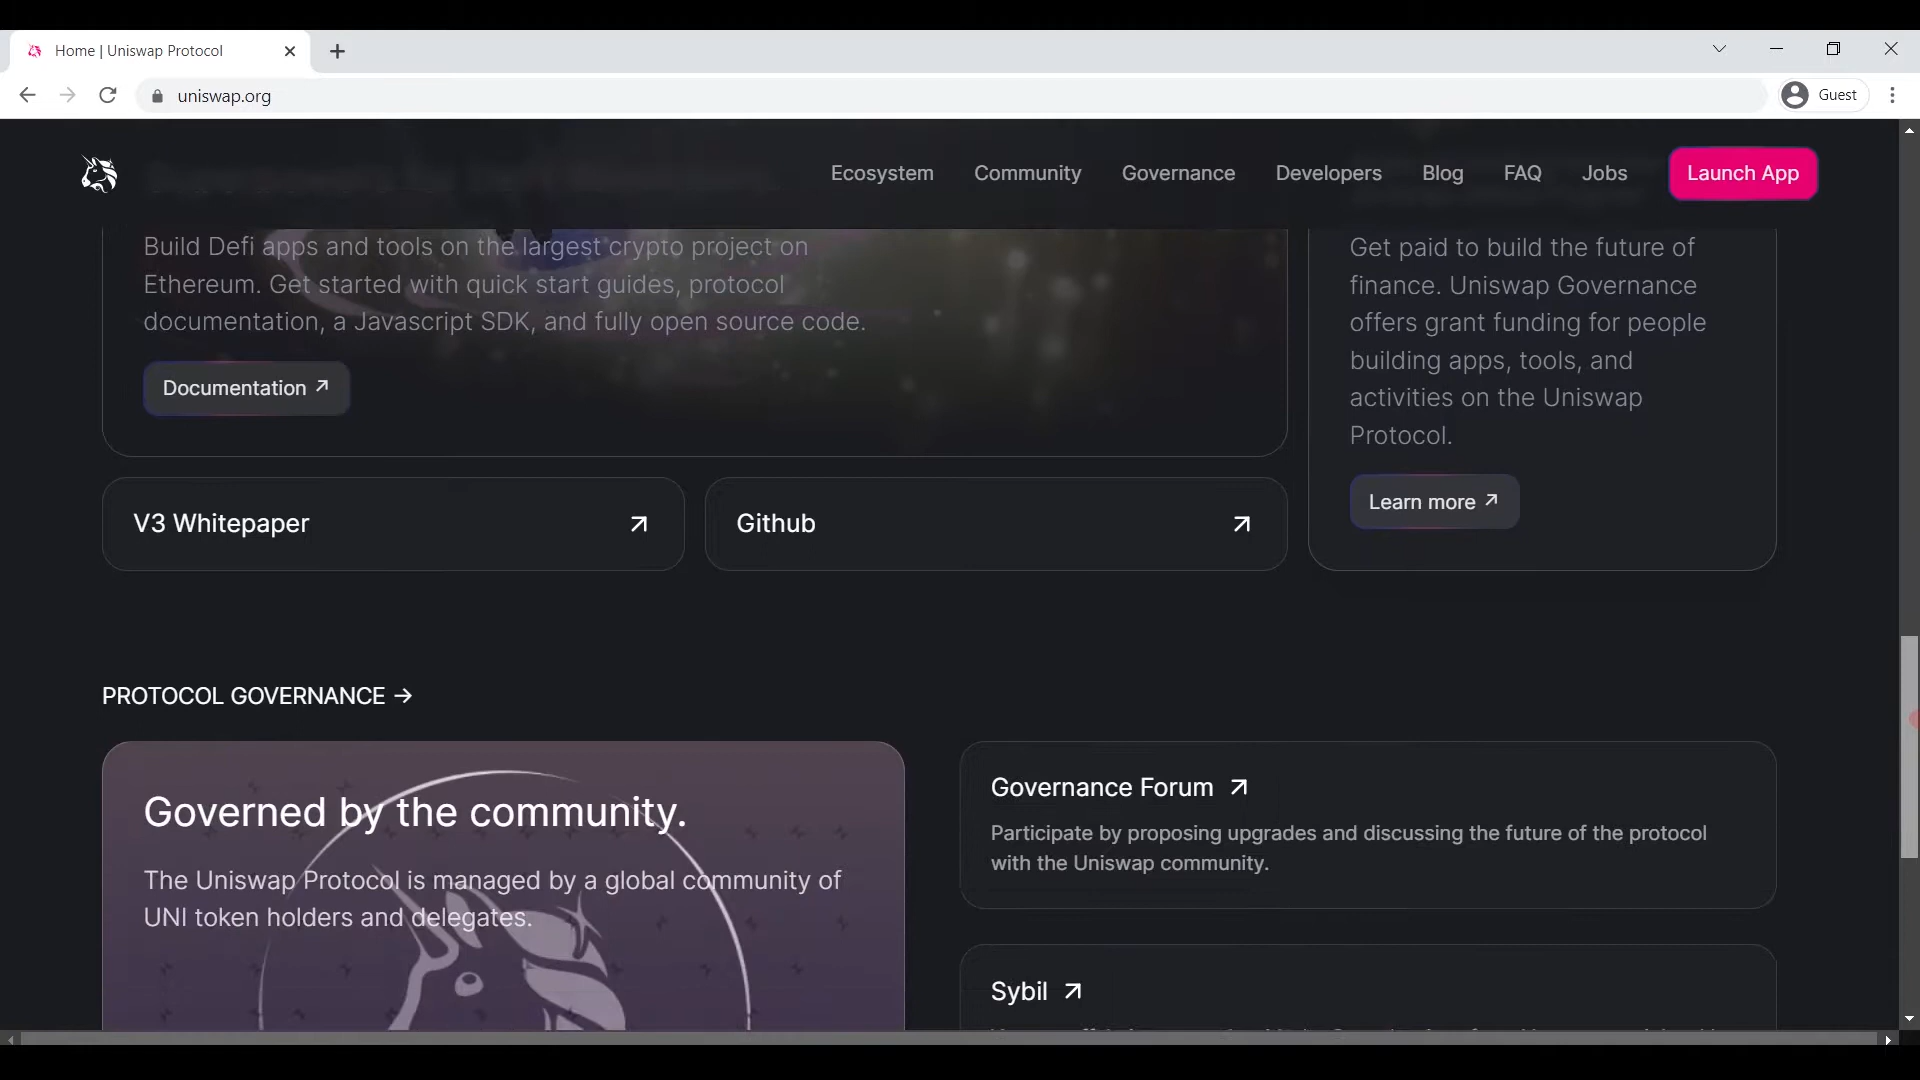 Home | Uniswap Protocol
uniswap.org
Guest
Ecosystem
Community
Governance
Developers
Blog
FAQ
Jobs
Launch App
Build Defi apps and tools on the largest crypto project on
Ethereum. Get started with quick start guides, protocol
documentation, a Javascript SDK, and fully open source code.
Documentation
Get paid to build the future of
finance. Uniswap Governance
offers grant funding for people
building apps, tools, and
activities on the Uniswap
Protocol.
Learn more
V3 Whitepaper
Github
PROTOCOL GOVERNANCE
Governed by the community.
The Uniswap Protocol is managed by a global community of
UNI token holders and delegates.
Governance Forum
Participate by proposing upgrades and discussing the future of the protocol
with the Uniswap community.
Sybil